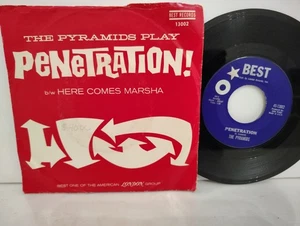 BEST RECORDS
13002
THE PYRAMIDS PLAY
PENETRATION!
b/w HERE COMES MARSHA
BEST-ONE OF THE AMERICAN LONDON GROUP
BEST
PENETRATION
THE PYRAMIDS